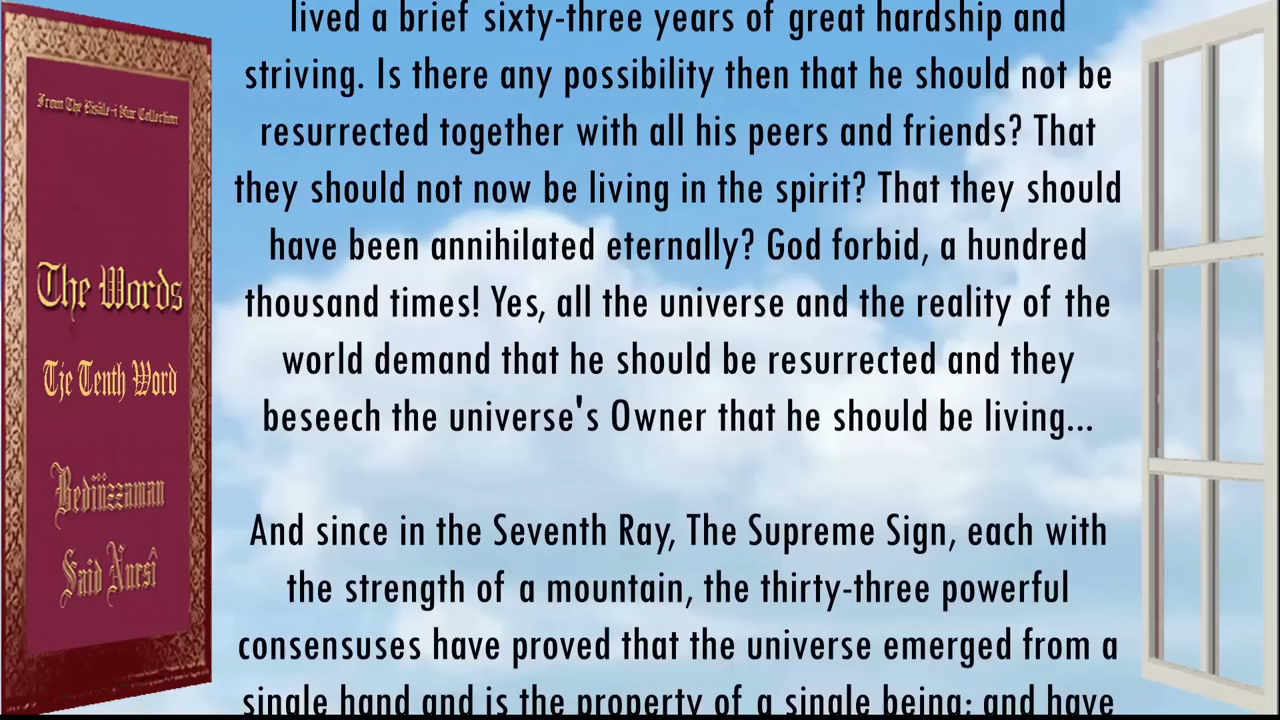 From The Risâle-i Nur Collection
The Words
Tje Tenth Word
Bediüzzaman
Said Nursî
lived a brief sixty-three years of great hardship and
striving. Is there any possibility then that he should not be
resurrected together with all his peers and friends? That
they should not now be living in the spirit? That they should
have been annihilated eternally? God forbid, a hundred
thousand times! Yes, all the universe and the reality of the
world demand that he should be resurrected and they
beseech the universe's Owner that he should be living...
And since in the Seventh Ray, The Supreme Sign, each with
the strength of a mountain, the thirty-three powerful
consensuses have proved that the universe emerged from a
single hand and is the property of a single being; and have